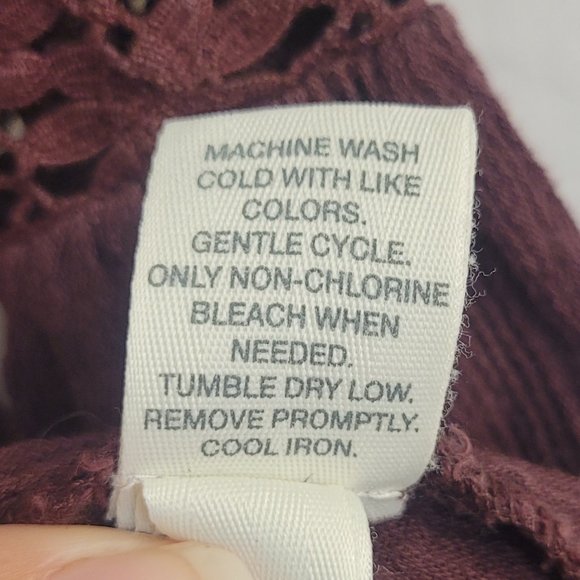 MACHINE WASH
COLD WITH LIKE
COLORS.
GENTLE CYCLE.
ONLY NON-CHLORINE
BLEACH WHEN
NEEDED.
TUMBLE DRY LOW.
REMOVE PROMPTLY.
COOL IRON.